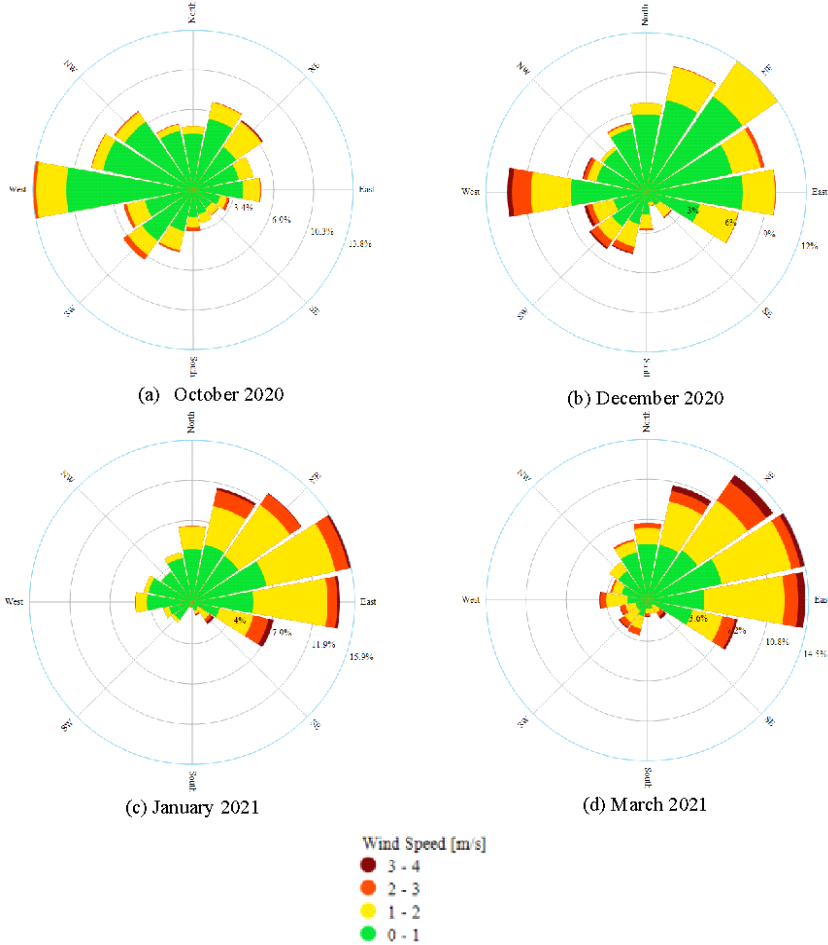 North
NW
NE
West
East
3.4%
6.9%
10.3%
13.8%
SW
SE
South
(a) October 2020
North
NW
NE
West
East
3%
6%
9%
12%
SW
SE
South
(b) December 2020
North
NW
NE
West
East
4%
7.9%
11.9%
15.9%
SW
SE
South
(c) January 2021
North
NW
NE
West
East
3.6%
10.8%
14.5%
SW
SE
South
(d) March 2021
Wind Speed [m/s]
3 - 4
2 - 3
1 - 2
0 - 1